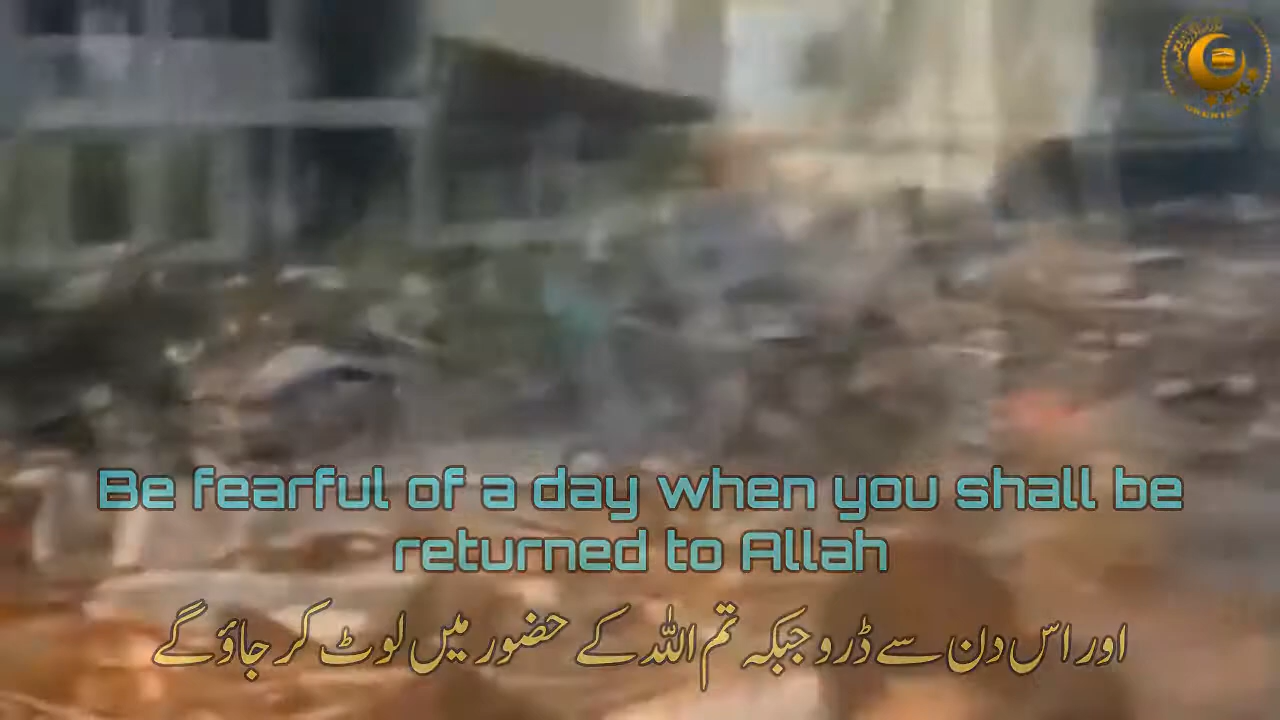 Be fearful of a day when you shall be
returned to Allah
اور اس دن سے ڈرو جبکہ تم اللہ کے حضور میں لوٹ کر جاؤ گے